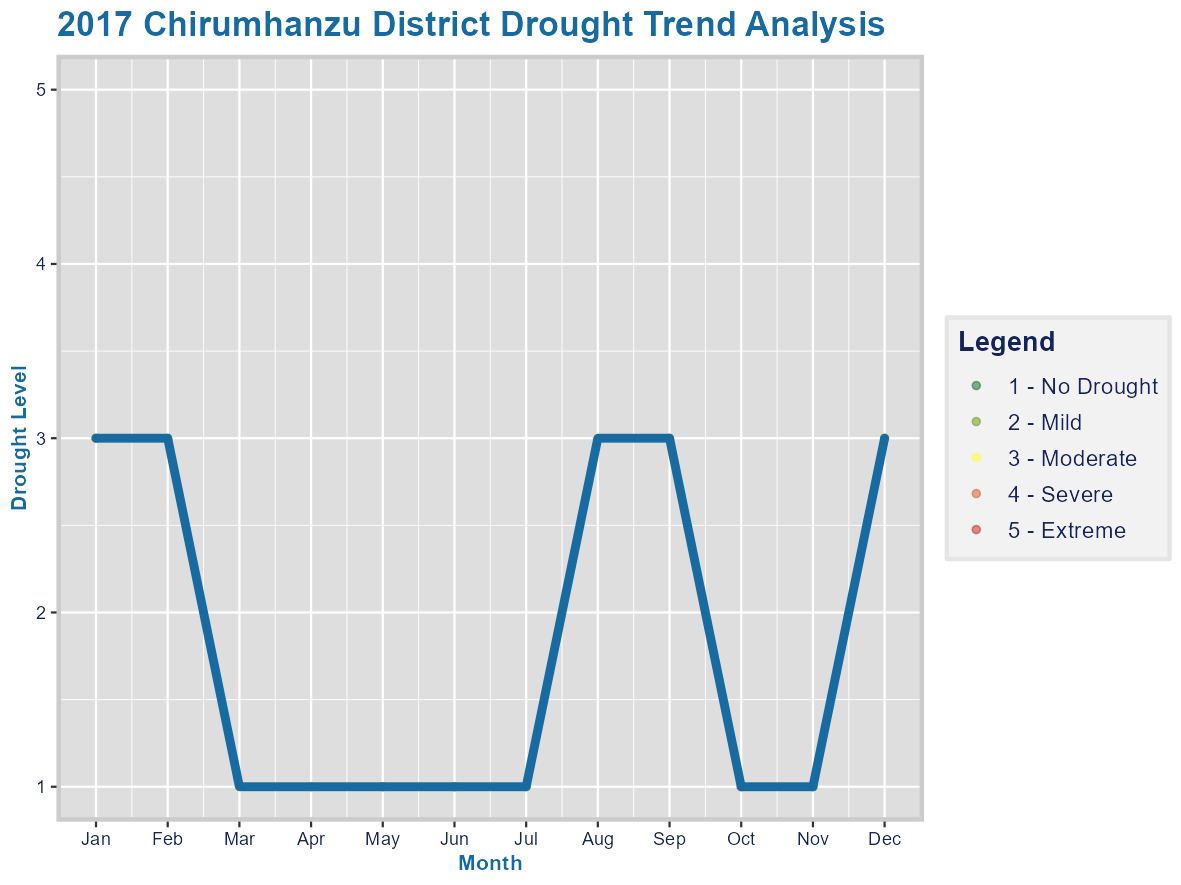 2017 Chirumhanzu District Drought Trend Analysis
Drought Level
5
4
3
2
1
Jan Feb Mar Apr May Jun Jul Aug Sep Oct Nov Dec
Month
Legend
1 - No Drought
2 - Mild
3 - Moderate
4 - Severe
5 - Extreme